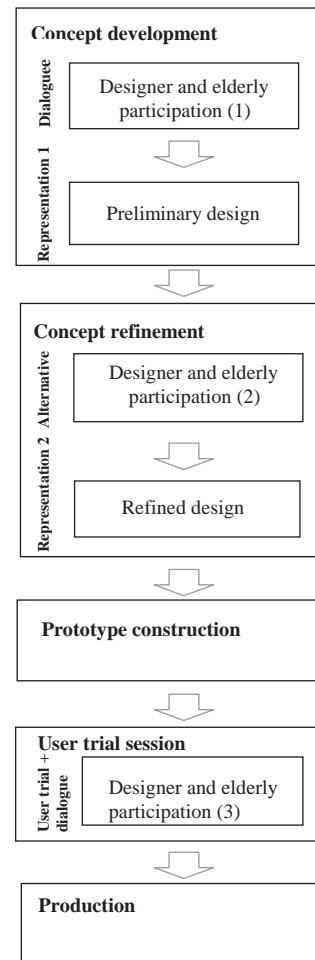 Concept development
Dialoguee
Designer and elderly
participation (1)
Representation 1
Preliminary design
Concept refinement
Alternative
Designer and elderly
participation (2)
Representation 2
Refined design
Prototype construction
User trial session
User trial +
dialogue
Designer and elderly
participation (3)
Production